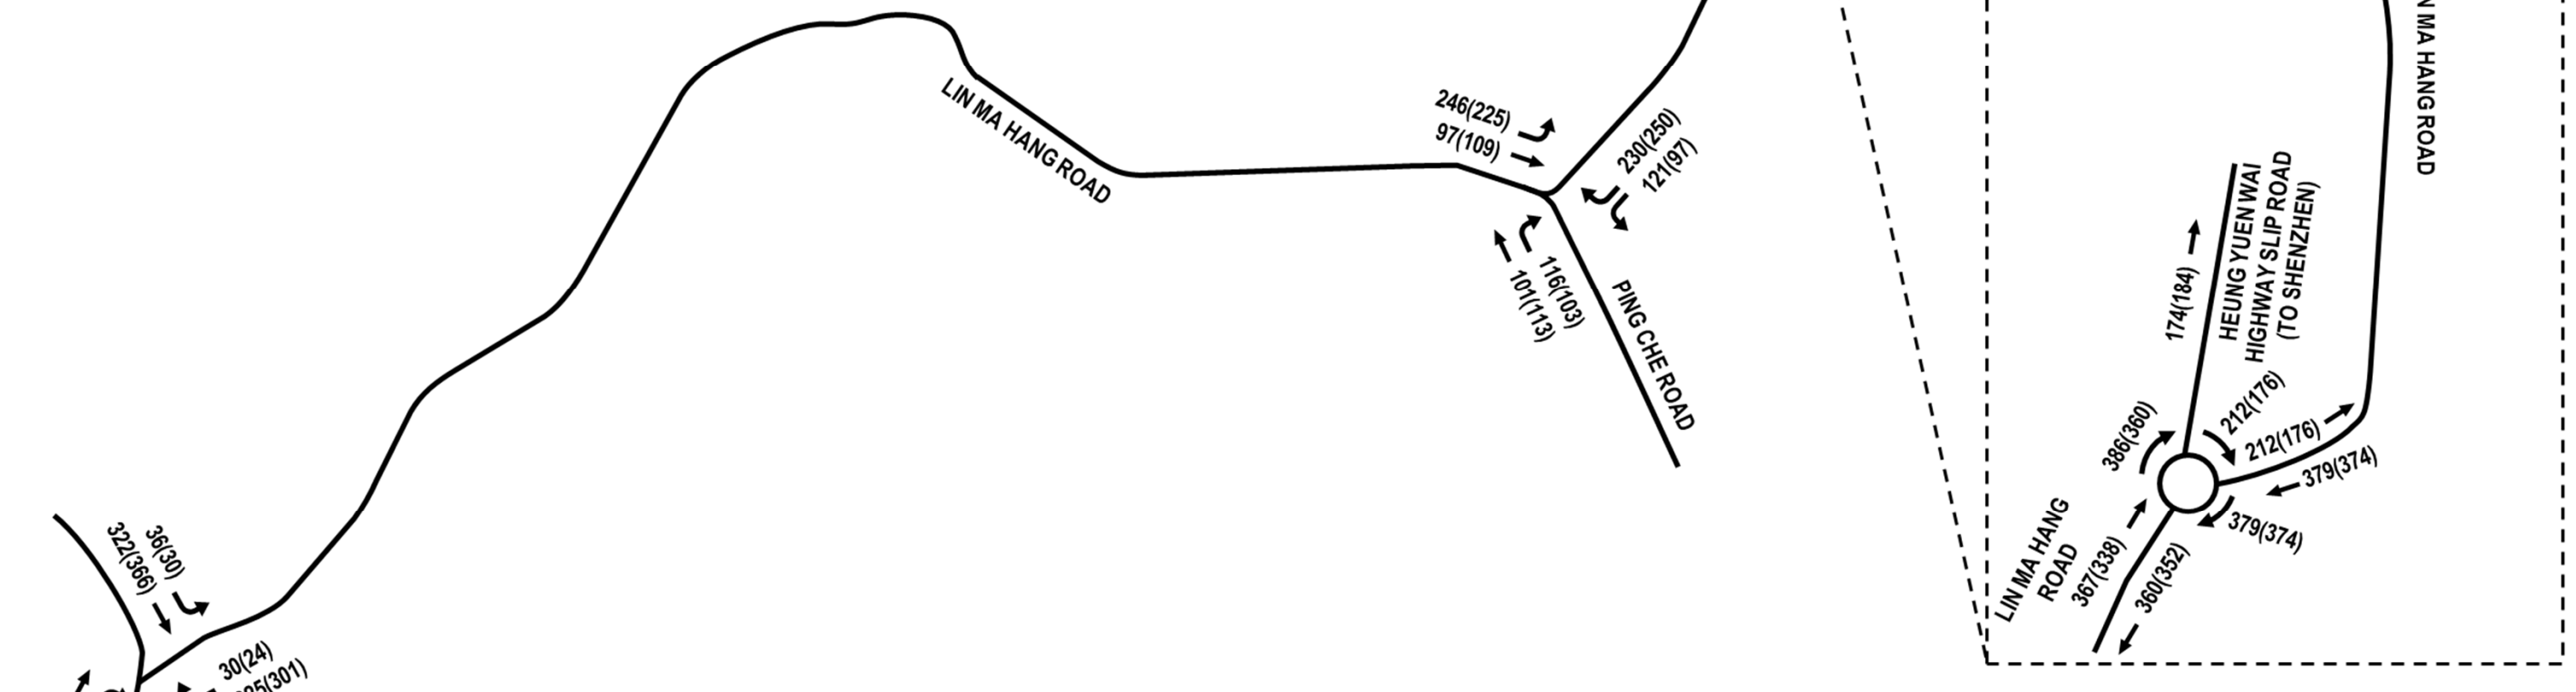 LIN MA HANG ROAD
246(225)
97(109)
230(250)
121(97)
116(103)
101(113)
PING CHE ROAD
36(30)
322(366)
30(24)
MA HANG ROAD
174(184)
HEUNG YUEN WAI
HIGHWAY SLIP ROAD
(TO SHENZHEN)
386(360)
212(176)
212(176)
379(374)
379(374)
LIN MA HANG
ROAD
367(338)
360(352)